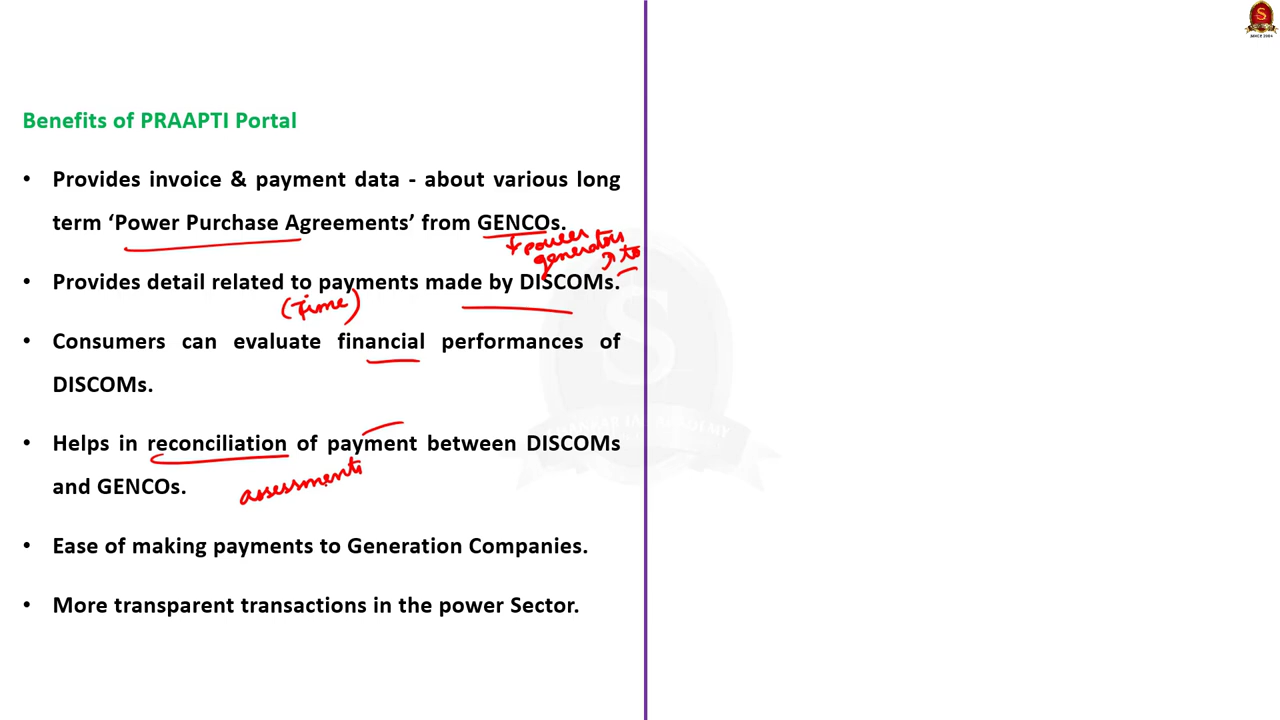 Benefits of PRAAPTI Portal
• Provides invoice & payment data - about various long
term ‘Power Purchase Agreements’ from GENCOs.
power
generators
to
• Provides detail related to payments made by DISCOMs.
(Time)
• Consumers can evaluate financial performances of
DISCOMs.
• Helps in reconciliation of payment between DISCOMs
and GENCOs.
assessments
• Ease of making payments to Generation Companies.
• More transparent transactions in the power Sector.
S
SINCE 2004